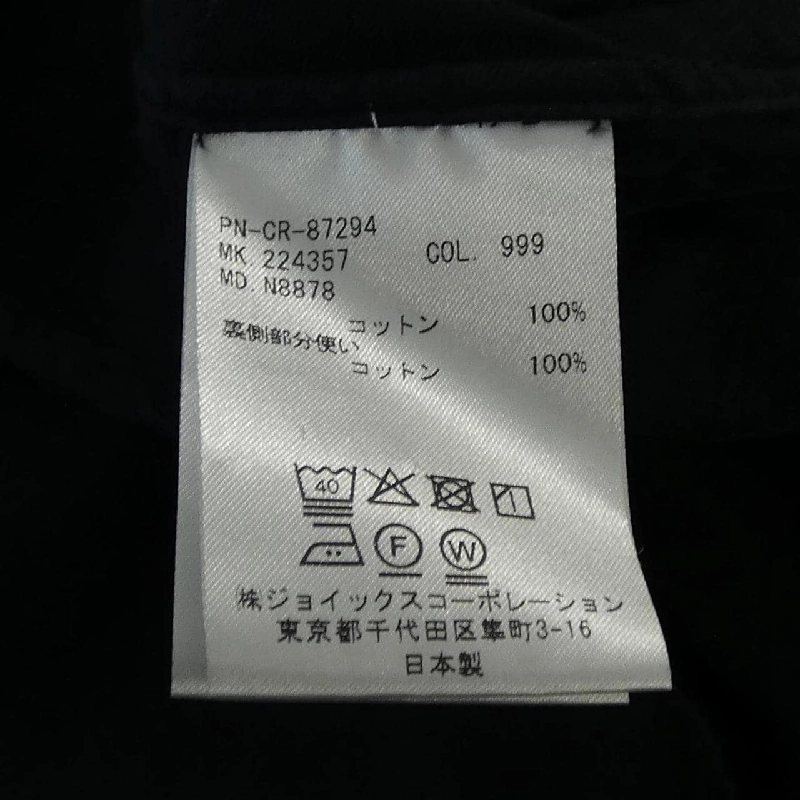 PN-CR-87294
MK. 224357 COL. 999
MD. N8878
コットン 100%
裏側部分使い
コットン 100%
40
F W
株ジョイックスコーポレーション
東京都千代田区隼町3-16
日本製